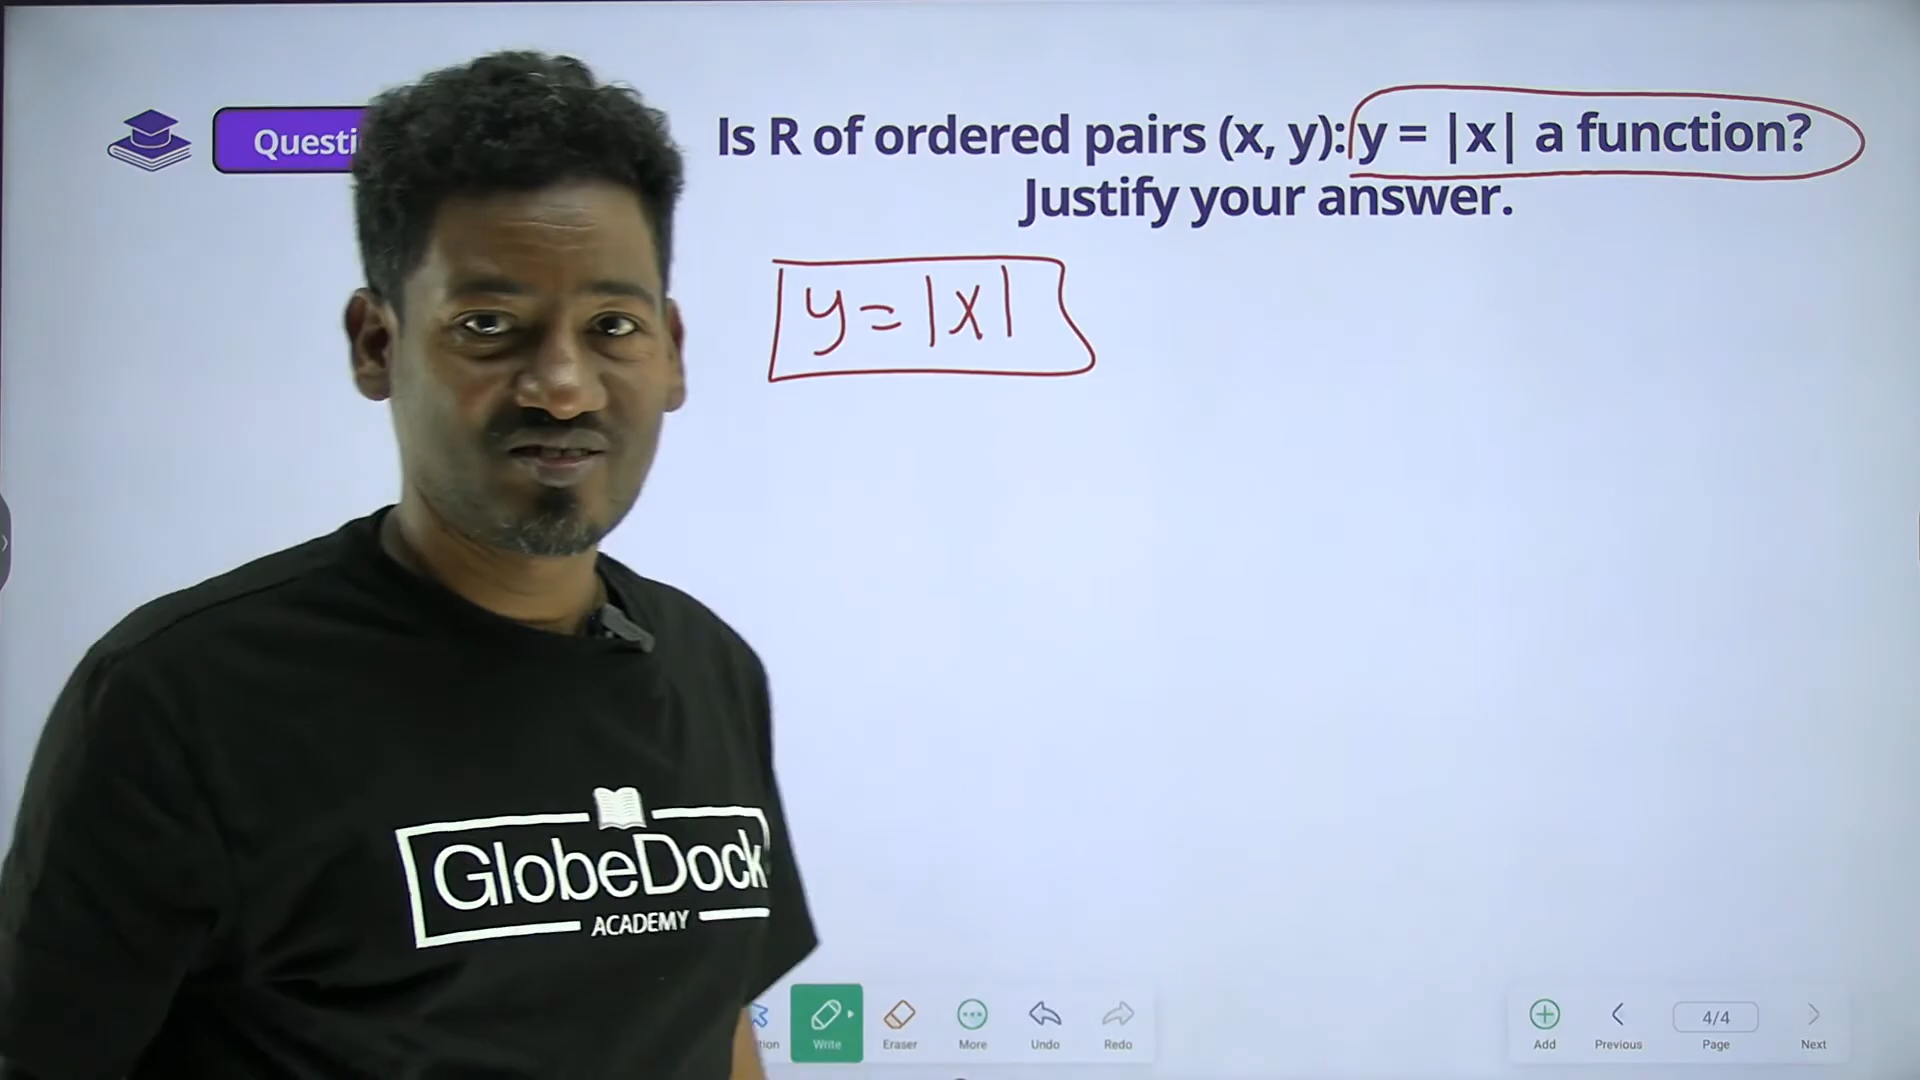 Questi
Is R of ordered pairs (x, y): y = |x| a function?
Justify your answer.
y = |x|
GlobeDock
ACADEMY
tion
Write
Eraser
More
Undo
Redo
Add
Previous
4/4
Page
Next